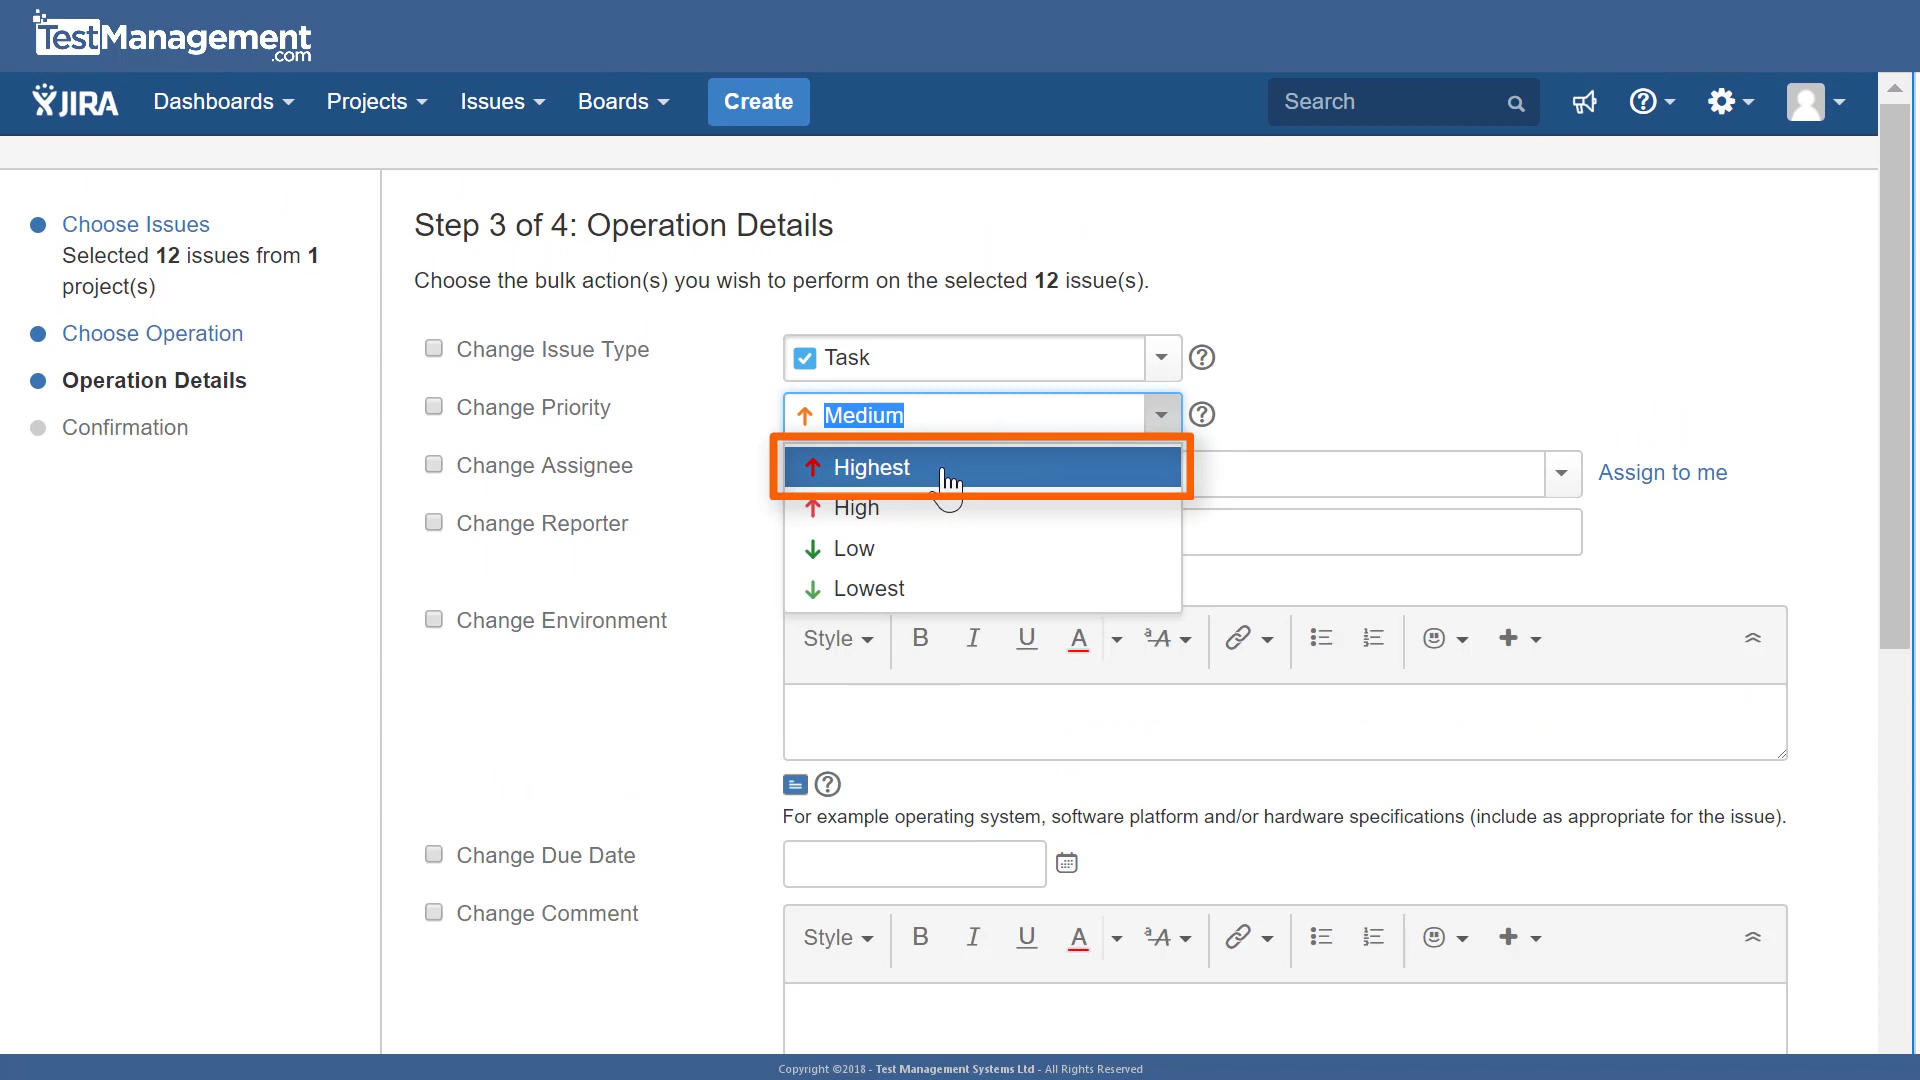 TestManagement
.com
JIRA Dashboards Projects Issues Boards Create Search
Choose Issues
Selected 12 issues from 1
project(s)
Choose Operation
Operation Details
Confirmation
Step 3 of 4: Operation Details
Choose the bulk action(s) you wish to perform on the selected 12 issue(s).
Change Issue Type Task
Change Priority Medium
Highest
High
Low
Lowest
Change Assignee Assign to me
Change Reporter
Change Environment
Style B I U A
For example operating system, software platform and/or hardware specifications (include as appropriate for the issue).
Change Due Date
Change Comment
Style B I U A
Copyright ©2018 - Test Management Systems Ltd - All Rights Reserved